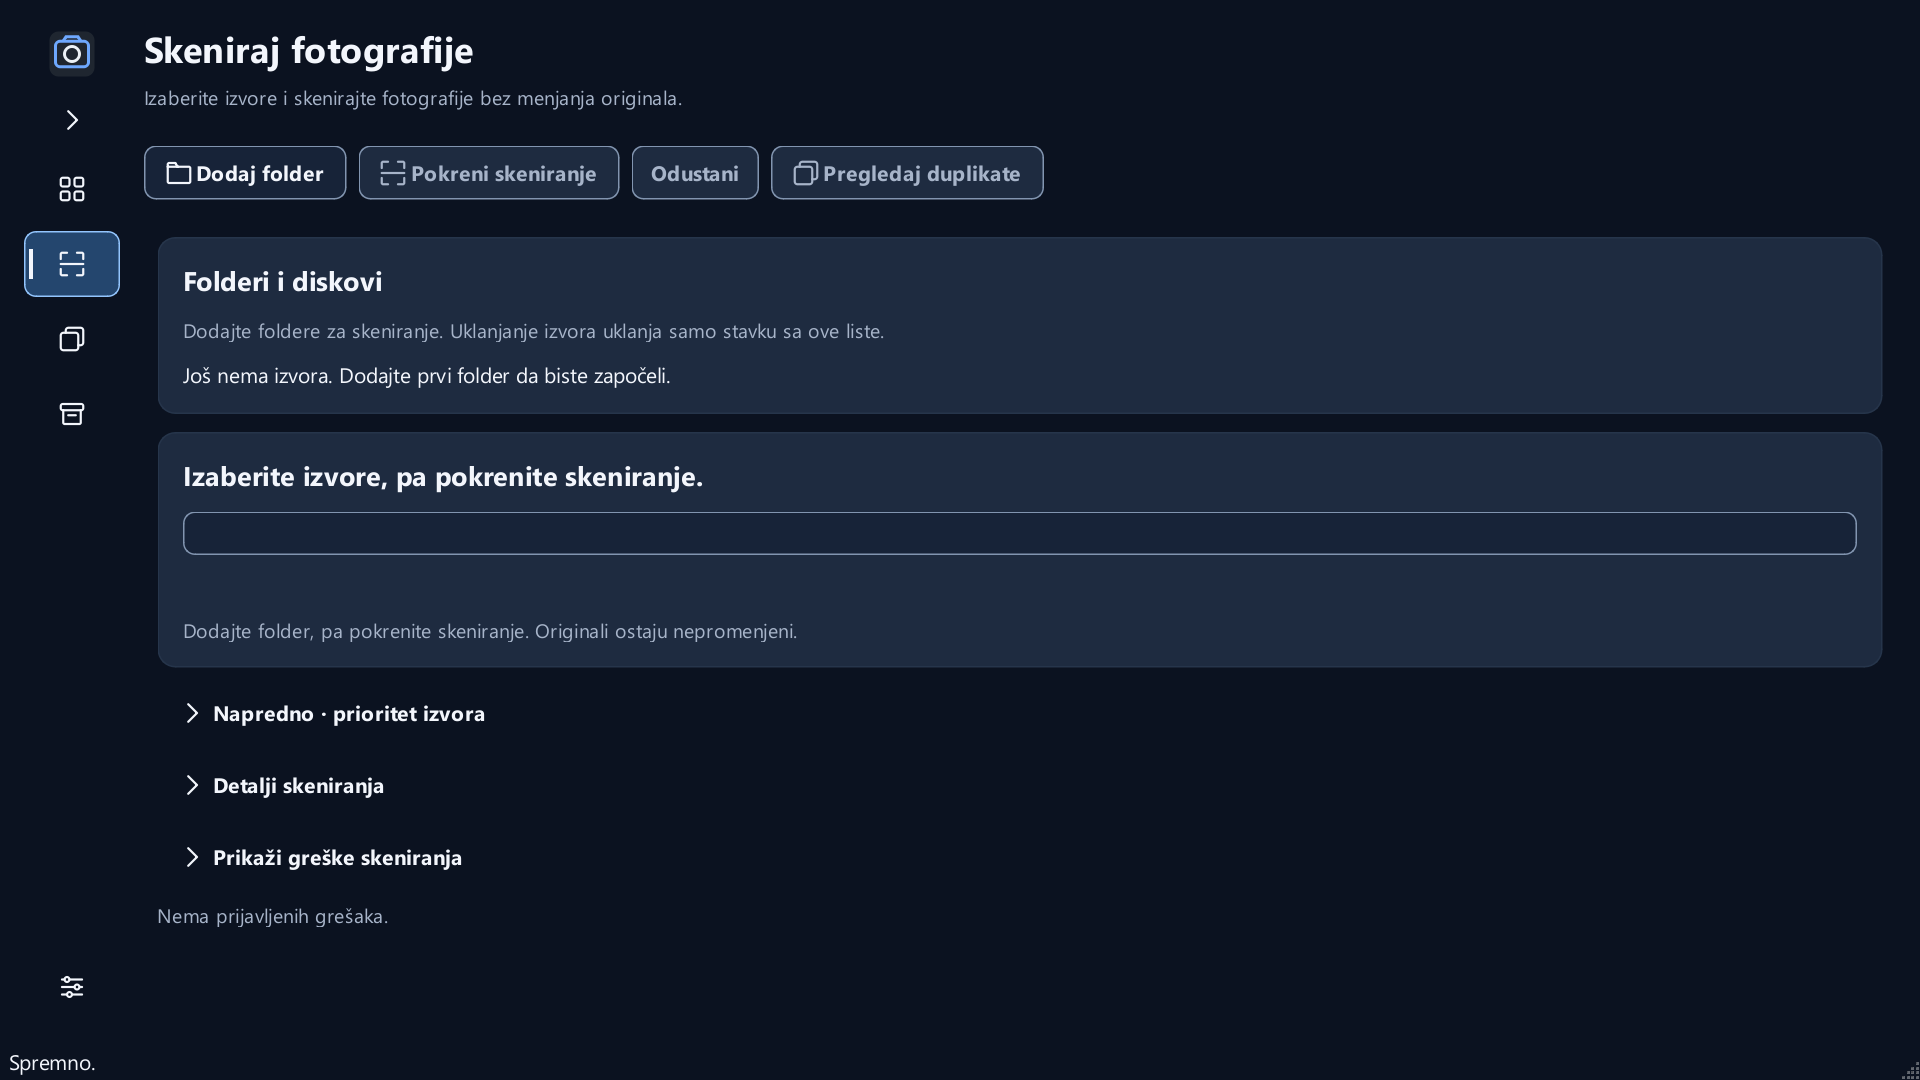 Skeniraj fotografije
Izaberite izvore i skenirajte fotografije bez menjanja originala.
Dodaj folder
Pokreni skeniranje
Odustani
Pregledaj duplikate
Folderi i diskovi
Dodajte foldere za skeniranje. Uklanjanje izvora uklanja samo stavku sa ove liste.
Još nema izvora. Dodajte prvi folder da biste započeli.
Izaberite izvore, pa pokrenite skeniranje.
Dodajte folder, pa pokrenite skeniranje. Originali ostaju nepromenjeni.
Napredno · prioritet izvora
Detalji skeniranja
Prikaži greške skeniranja
Nema prijavljenih grešaka.
Spremno.